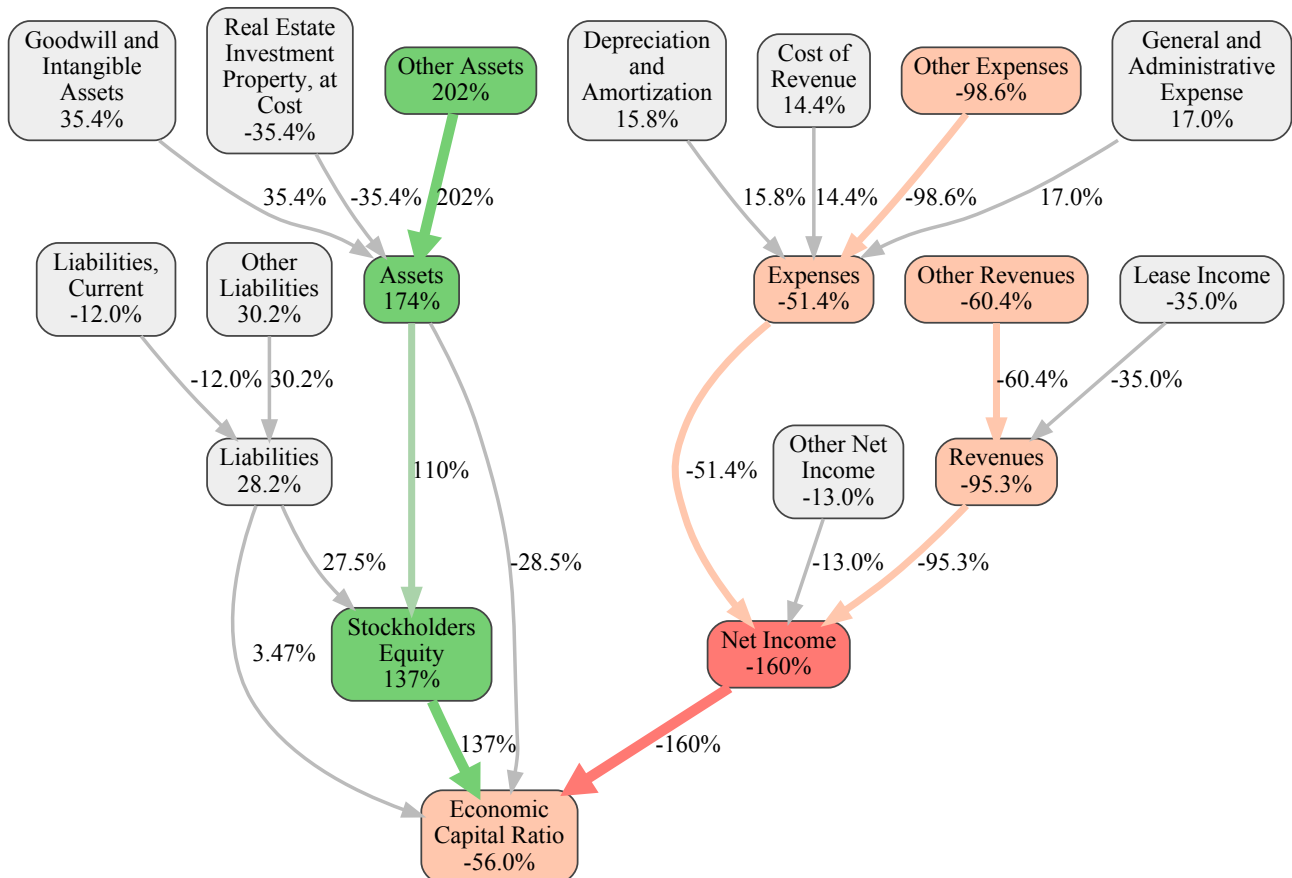 Goodwill and
Intangible
Assets
35.4%
Real Estate
Investment
Property, at
Cost
-35.4%
Other Assets
202%
Depreciation
and
Amortization
15.8%
Cost of
Revenue
14.4%
Other Expenses
-98.6%
General and
Administrative
Expense
17.0%
35.4%
-35.4%
202%
15.8%
14.4%
-98.6%
17.0%
Liabilities,
Current
-12.0%
Other
Liabilities
30.2%
Assets
174%
Expenses
-51.4%
Other Revenues
-60.4%
Lease Income
-35.0%
-12.0%
30.2%
-60.4%
-35.0%
Liabilities
28.2%
110%
-51.4%
Other Net
Income
-13.0%
Revenues
-95.3%
27.5%
-28.5%
-13.0%
-95.3%
3.47%
Stockholders
Equity
137%
Net Income
-160%
137%
-160%
Economic
Capital Ratio
-56.0%